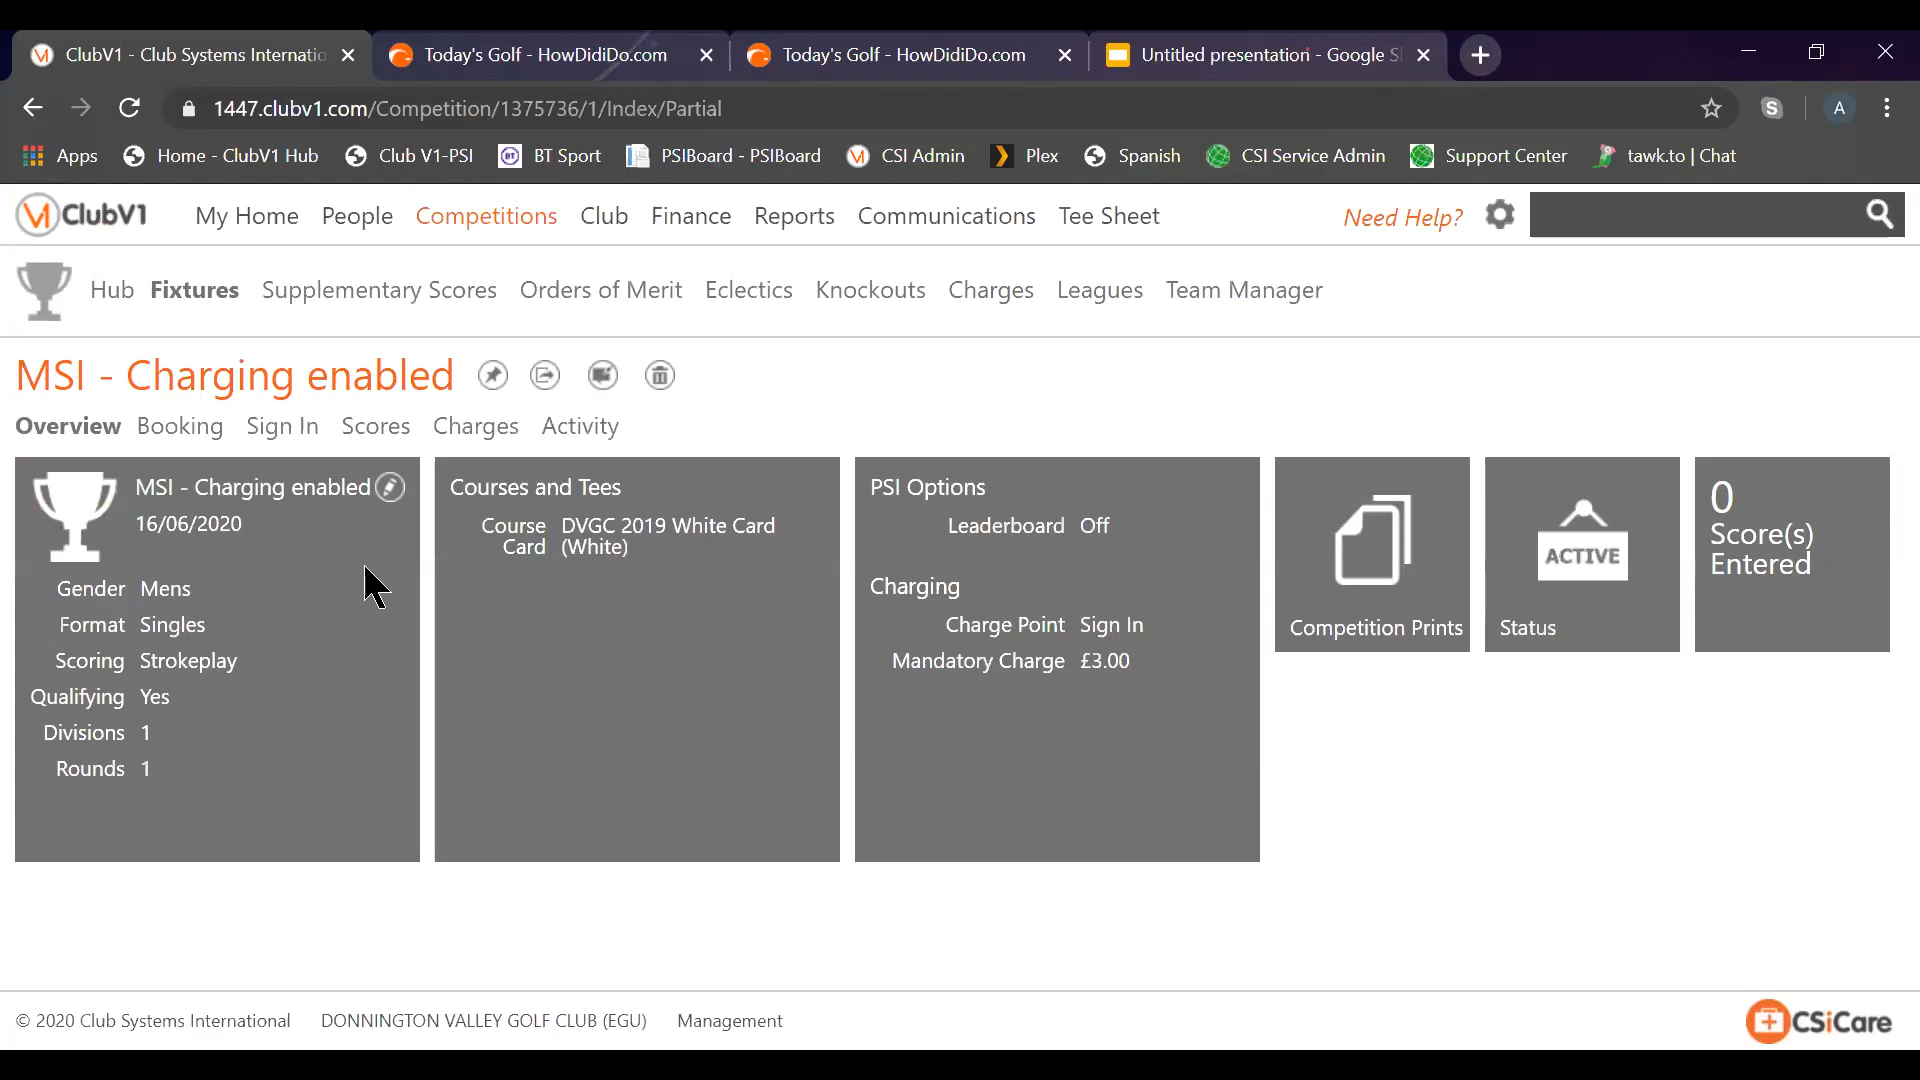 ClubV1 - Club Systems Internatio
Today's Golf - HowDidiDo.com
Today's Golf - HowDidiDo.com
Untitled presentation - Google Sl
1447.clubv1.com/Competition/1375736/1/Index/Partial
S
A
Apps
Home - ClubV1 Hub
Club V1-PSI
BT
BT Sport
PSIBoard - PSIBoard
CSI Admin
Plex
Spanish
CSI Service Admin
Support Center
tawk.to | Chat
ClubV1
My Home
People
Competitions
Club
Finance
Reports
Communications
Tee Sheet
Need Help?
Hub
Fixtures
Supplementary Scores
Orders of Merit
Eclectics
Knockouts
Charges
Leagues
Team Manager
MSI - Charging enabled
Overview
Booking
Sign In
Scores
Charges
Activity
MSI - Charging enabled
16/06/2020
Gender Mens
Format Singles
Scoring Strokeplay
Qualifying Yes
Divisions 1
Rounds 1
Courses and Tees
Course DVGC 2019 White Card
Card (White)
PSI Options
Leaderboard Off
Charging
Charge Point Sign In
Mandatory Charge £3.00
Competition Prints
ACTIVE
Status
0
Score(s)
Entered
© 2020 Club Systems International
DONNINGTON VALLEY GOLF CLUB (EGU)
Management
CSiCare